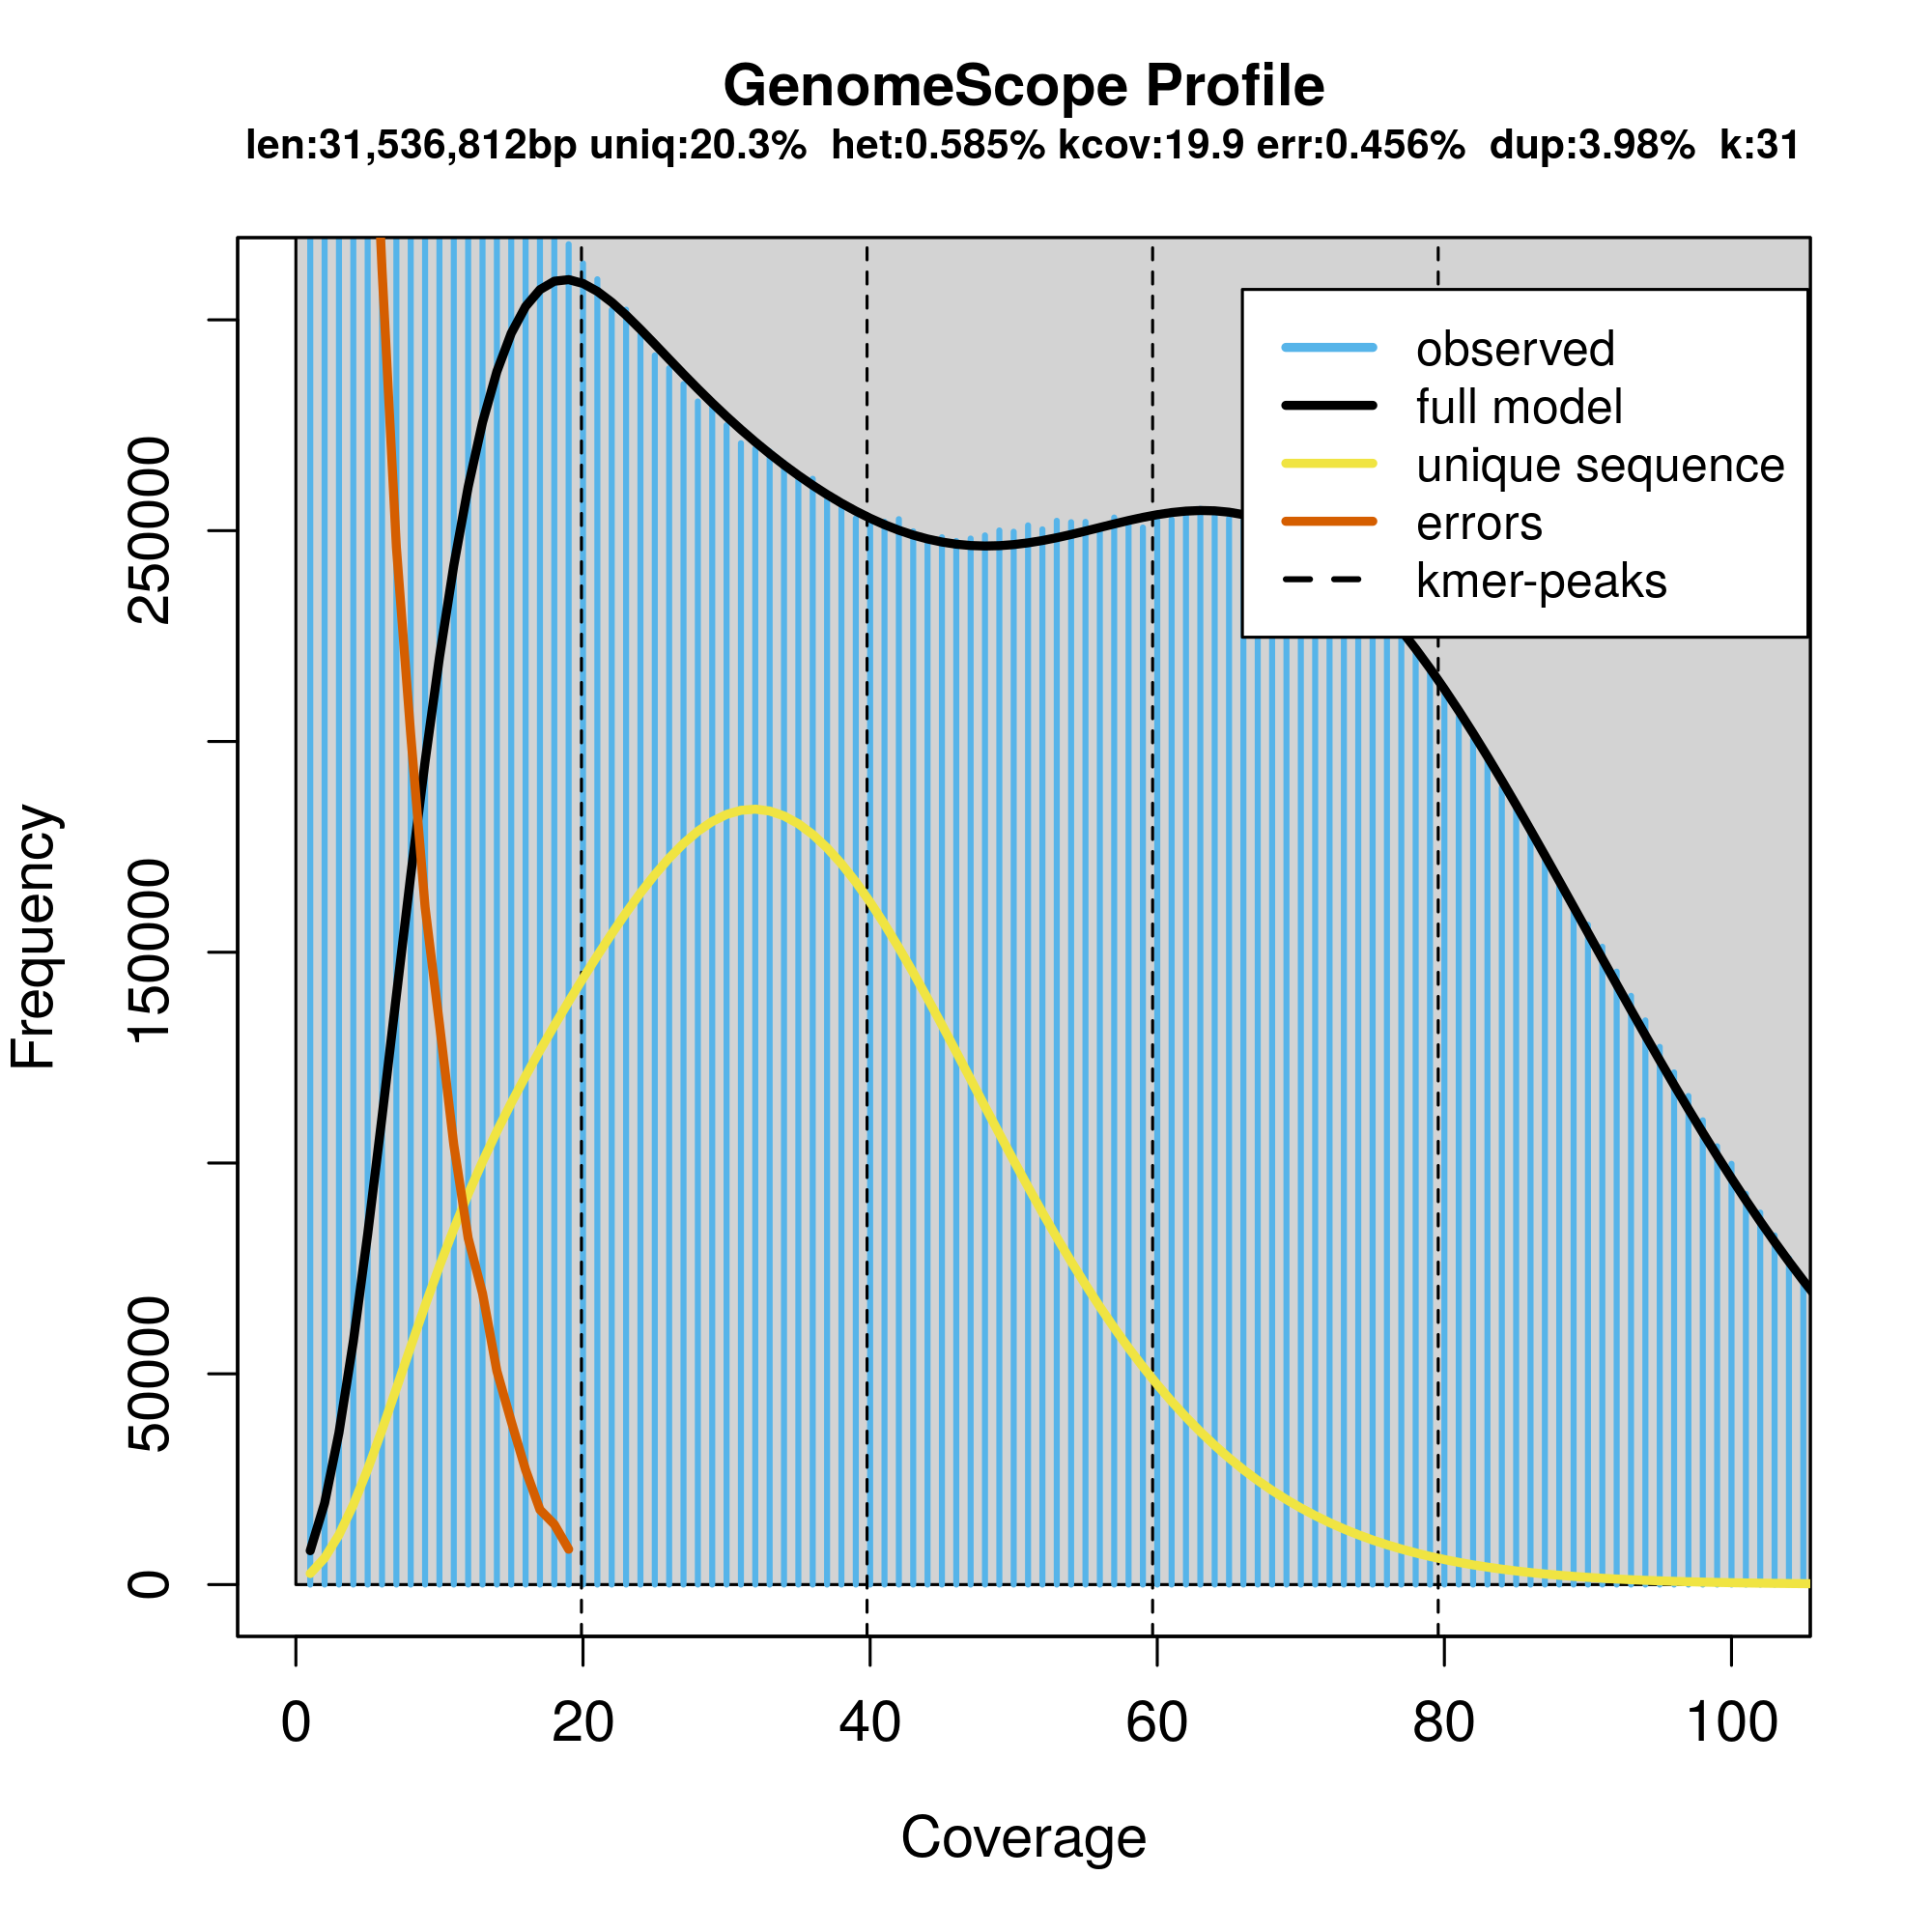 GenomeScope Profile
len:31,536,812bp uniq:20.3% het:0.585% kcov:19.9 err:0.456% dup:3.98% k:31
observed
full model
unique sequence
errors
kmer-peaks
Frequency
250000
150000
50000
0
0 20 40 60 80 100
Coverage